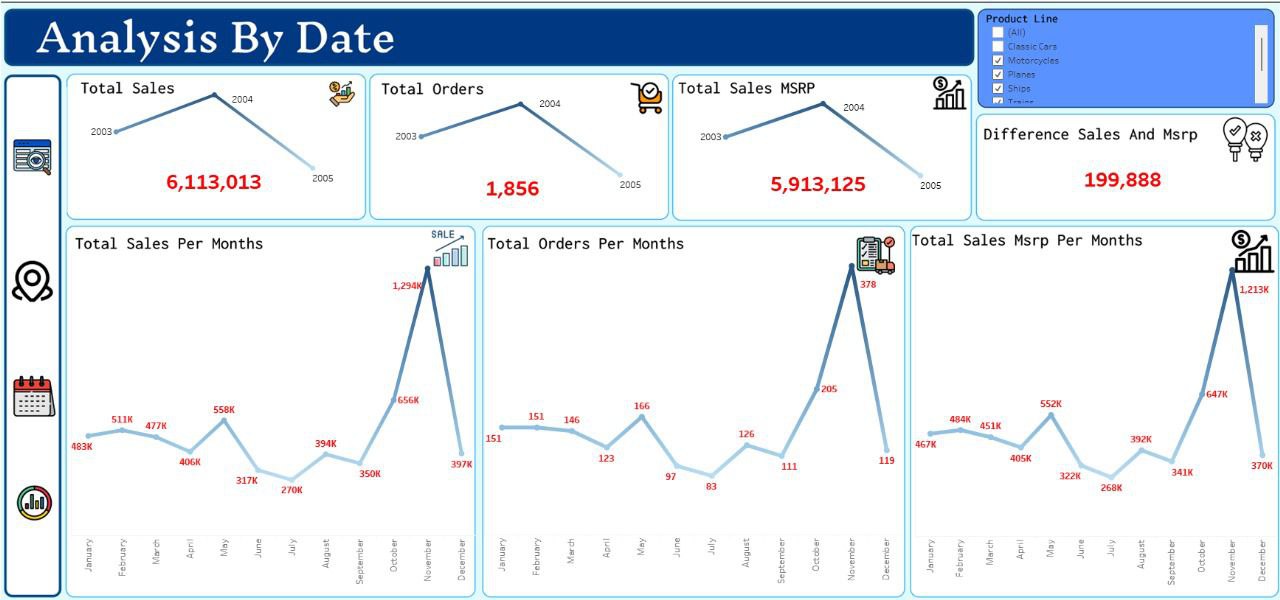 Analysis By Date
Product Line
(All)
Classic Cars
Motorcycles
Planes
Ships
Trains
Total Sales
2003
2004
2005
6,113,013
Total Orders
2003
2004
2005
1,856
Total Sales MSRP
2003
2004
2005
5,913,125
Difference Sales And Msrp
199,888
Total Sales Per Months
SALE
483K
511K
477K
406K
558K
317K
270K
394K
350K
656K
1,294K
397K
January
February
March
April
May
June
July
August
September
October
November
December
Total Orders Per Months
151
151
146
123
166
97
83
126
111
205
378
119
January
February
March
April
May
June
July
August
September
October
November
December
Total Sales Msrp Per Months
467K
484K
451K
405K
552K
322K
268K
392K
341K
647K
1,213K
370K
January
February
March
April
May
June
July
August
September
October
November
December